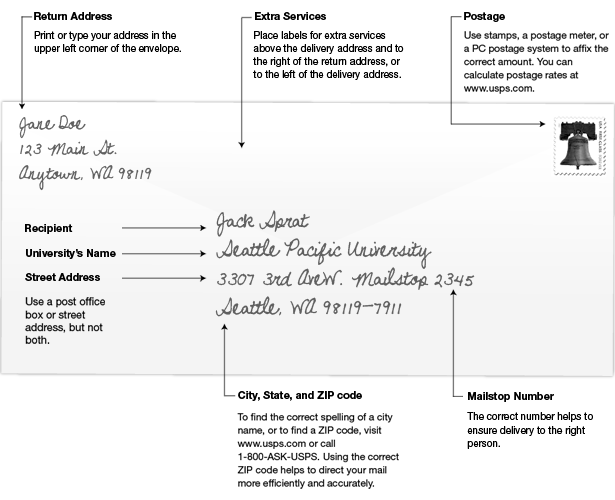 Return Address
Print or type your address in the
upper left corner of the envelope.
Extra Services
Place labels for extra services
above the delivery address and to
the right of the return address, or
to the left of the delivery address.
Postage
Use stamps, a postage meter, or
a PC postage system to affix the
correct amount. You can
calculate postage rates at
www.usps.com.
Jane Doe
123 Main St.
Anytown, WA 98119
Recipient
Jack Sprat
University's Name
Seattle Pacific University
Street Address
3307 3rd AveW. Mailstop 2345
Use a post office
box or street
address, but not
both.
Seattle, WA 98119-7911
City, State, and ZIP code
To find the correct spelling of a city
name, or to find a ZIP code, visit
www.usps.com or call
1-800-ASK-USPS. Using the correct
ZIP code helps to direct your mail
more efficiently and accurately.
Mailstop Number
The correct number helps to
ensure delivery to the right
person.